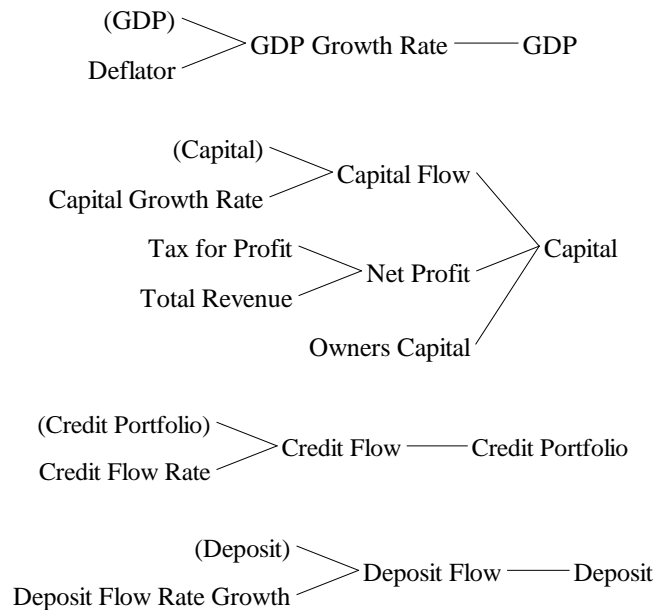 (GDP)
GDP Growth Rate
GDP
Deflator
(Capital)
Capital Flow
Capital Growth Rate
Tax for Profit
Capital
Net Profit
Total Revenue
Owners Capital
(Credit Portfolio)
Credit Flow
Credit Portfolio
Credit Flow Rate
(Deposit)
Deposit Flow
Deposit
Deposit Flow Rate Growth